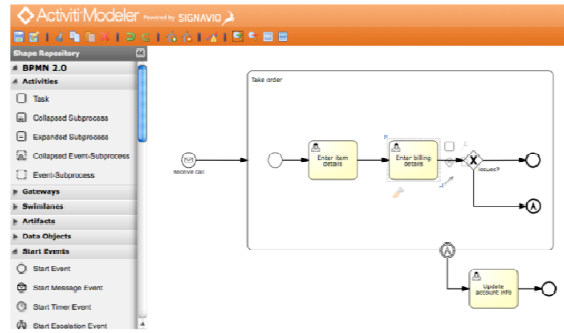 Activiti Modeler Powered by SIGNAVIO
Shape Repository
BPMN 2.0
Activities
Task
Collapsed Subprocess
Expanded Subprocess
Collapsed Event-Subprocess
Event-Subprocess
Gateways
Swimlanes
Artifacts
Data Objects
Start Events
Start Event
Start Message Event
Start Timer Event
Start Escalation Event
Take order
Receive call
Enter item
details
Enter billing
details
issues?
Update
account info